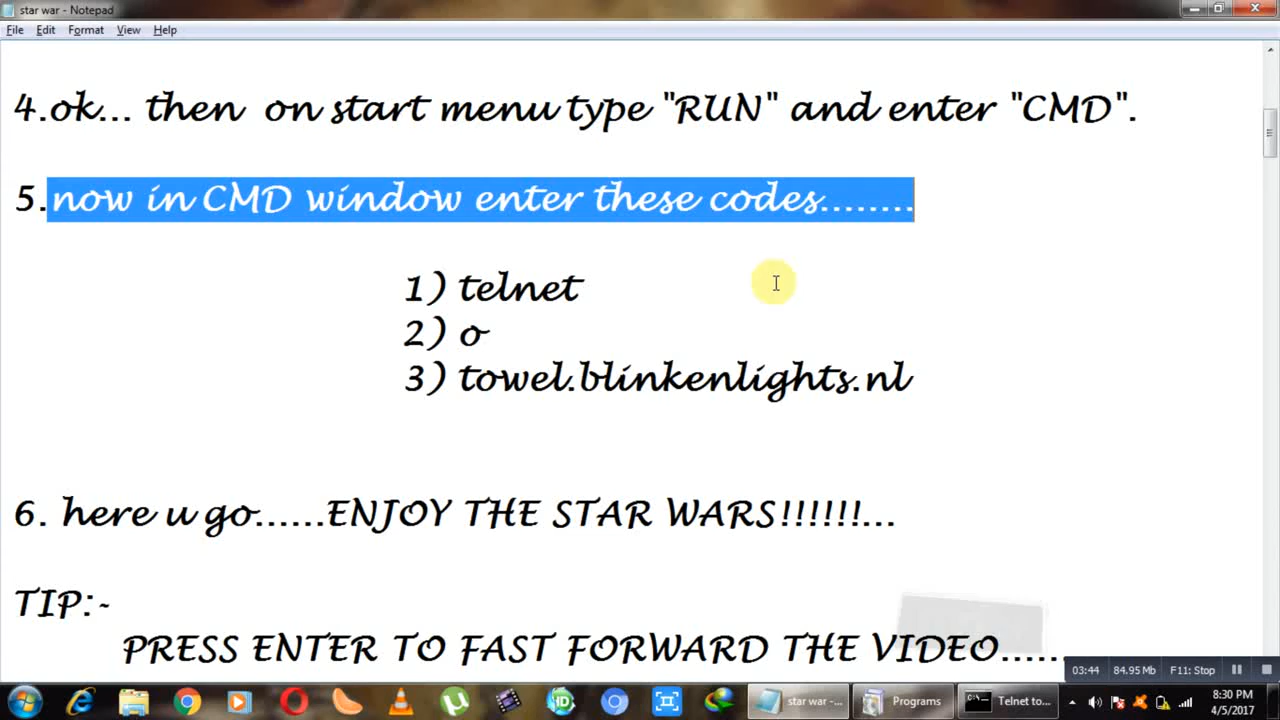 star war - Notepad
File Edit Format View Help
4.ok... then on start menu type "RUN" and enter "CMD".
5.now in CMD window enter these codes........
1) telnet
2) o
3) towel.blinkenlights.nl
6. here u go......ENJOY THE STAR WARS!!!!!!...
TIP:-
PRESS ENTER TO FAST FORWARD THE VIDEO......
03:44 84.95 Mb F11: Stop
star war -... Programs Telnet to... 8:30 PM
4/5/2017